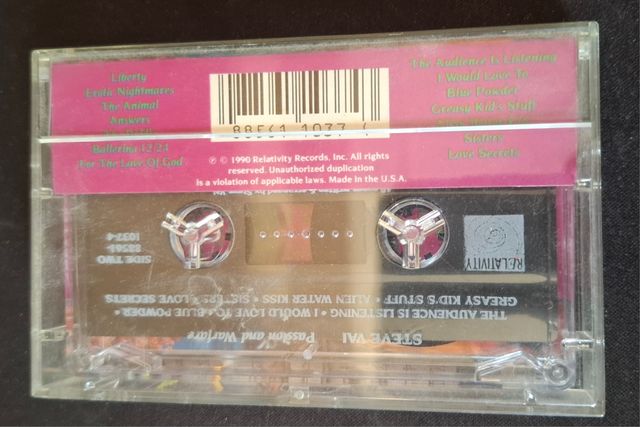 Liberty
Erotic Nightmares
The Animal
Answers
Ballerina 12/24
For The Love Of God
88561 1037 4
℗ © 1990 Relativity Records, Inc. All rights
reserved. Unauthorized duplication
is a violation of applicable laws. Made in the U.S.A.
The Audience Is Listening
I Would Love To
Blue Powder
Greasy Kid's Stuff
Sisters
Love Secrets
STEVE VAI
Passion and Warfare
THE AUDIENCE IS LISTENING • I WOULD LOVE TO • BLUE POWDER •
GREASY KID'S STUFF • ALIEN WATER KISS • SISTERS • LOVE SECRETS
SIDE TWO
88561-
1037-4
RELATIVITY